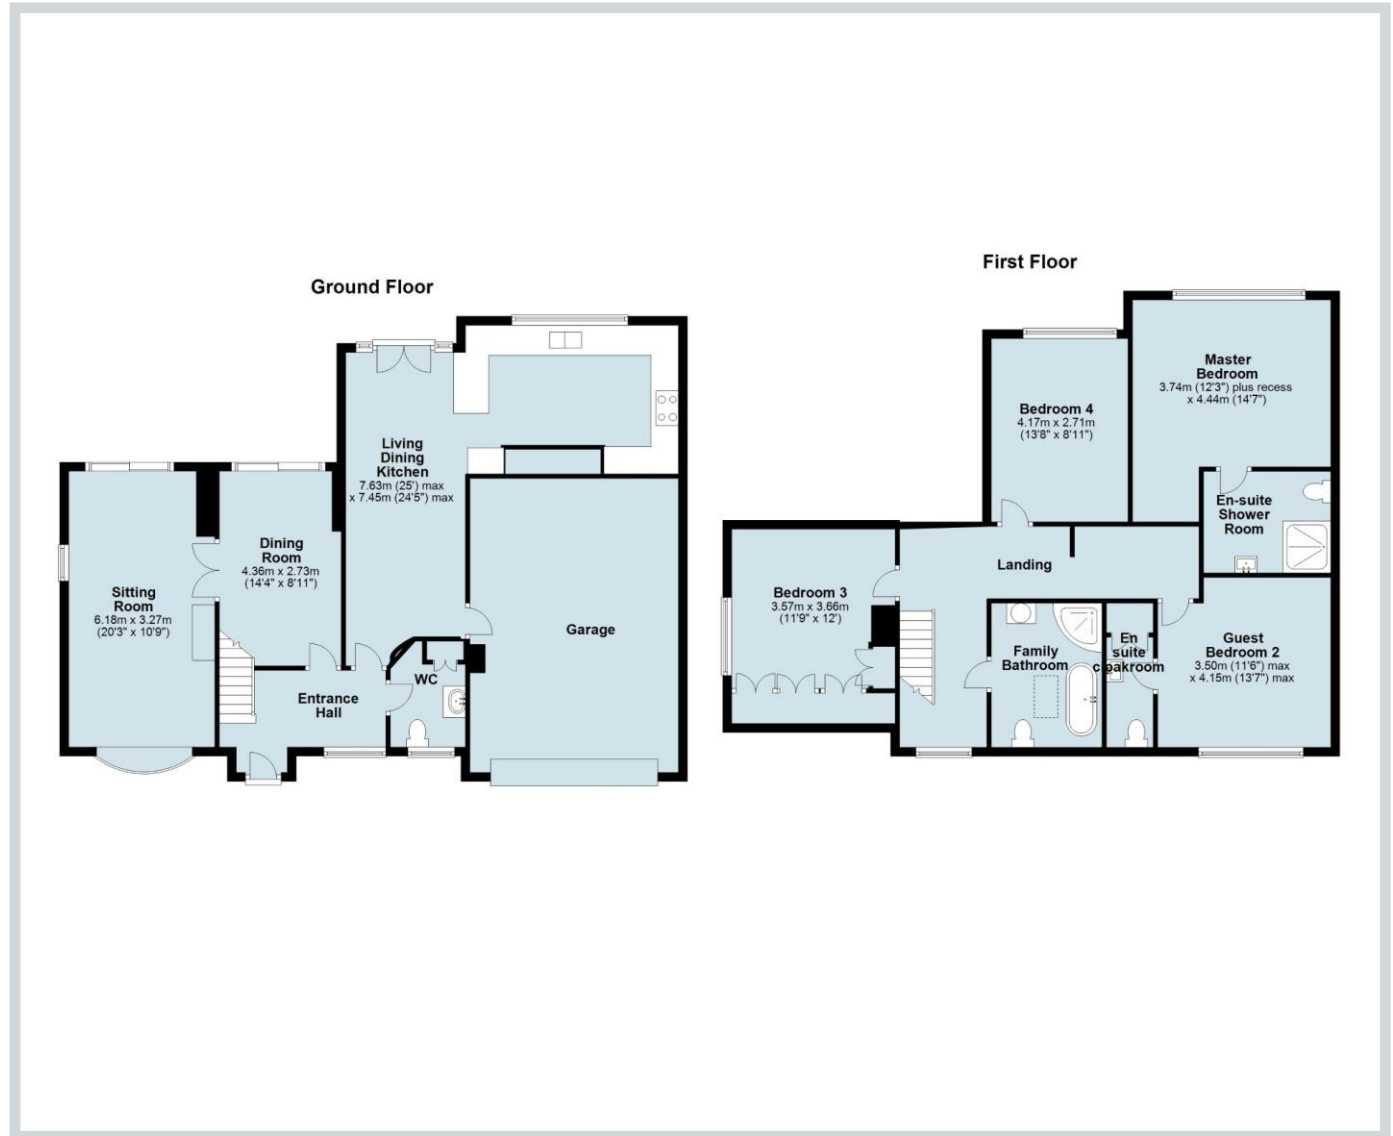 Ground Floor
Living
Dining
Kitchen
7.63m (25') max
x 7.45m (24'5") max
Dining
Room
4.36m x 2.73m
(14'4" x 8'11")
Sitting
Room
6.18m x 3.27m
(20'3" x 10'9")
Garage
WC
Entrance
Hall
First Floor
Master
Bedroom
3.74m (12'3") plus recess
x 4.44m (14'7")
Bedroom 4
4.17m x 2.71m
(13'8" x 8'11")
En-suite
Shower
Room
Landing
Bedroom 3
3.57m x 3.66m
(11'9" x 12')
Family
Bathroom
En
suite
cloakroom
Guest
Bedroom 2
3.50m (11'6") max
x 4.15m (13'7") max